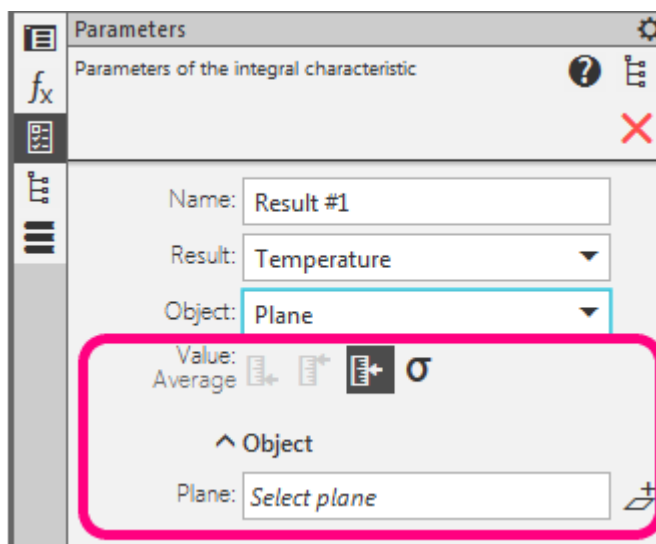 Parameters
fx
Parameters of the integral characteristic
?
Name: Result #1
Result: Temperature
Object: Plane
Value:
Average σ
Object
Plane: Select plane